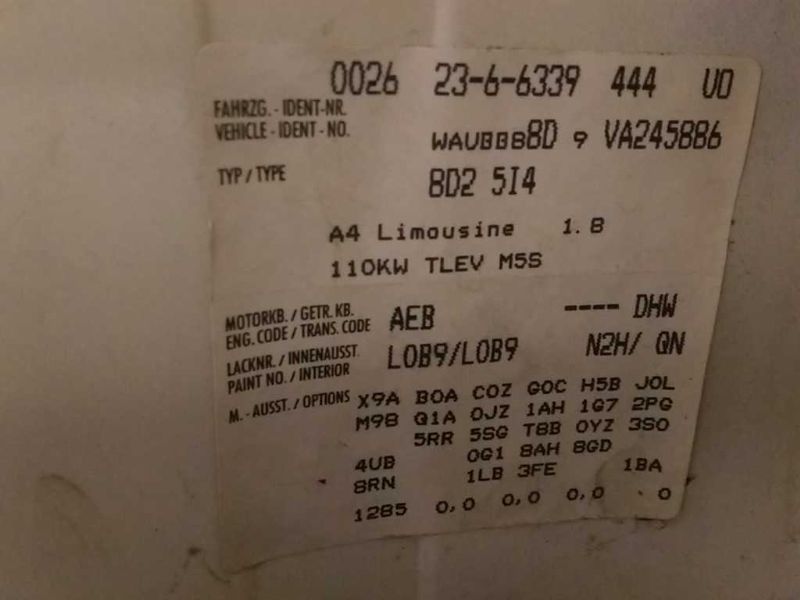 0026 23-6-6339 444 U0
FAHRZG. - IDENT-NR.
VEHICLE - IDENT - NO. WAUBBB8D 9 VA245886
TYP / TYPE 8D2 5I4
A4 Limousine 1.8
110KW TLEV M5S
MOTORKB. / GETR. KB.
ENG. CODE / TRANS. CODE AEB ---- DHW
LACKNR. / INNENAUSST.
PAINT NO. / INTERIOR L0B9/L0B9 N2H/ QN
M. - AUSST. / OPTIONS X9A B0A C0Z G0C H5B J0L
M98 Q1A 0JZ 1AH 1G7 2PG
5RR 5SG T8B 0YZ 3S0
4UB 0G1 8AH 8GD
8RN 1LB 3FE 1BA
1285 0,0 0,0 0,0 0